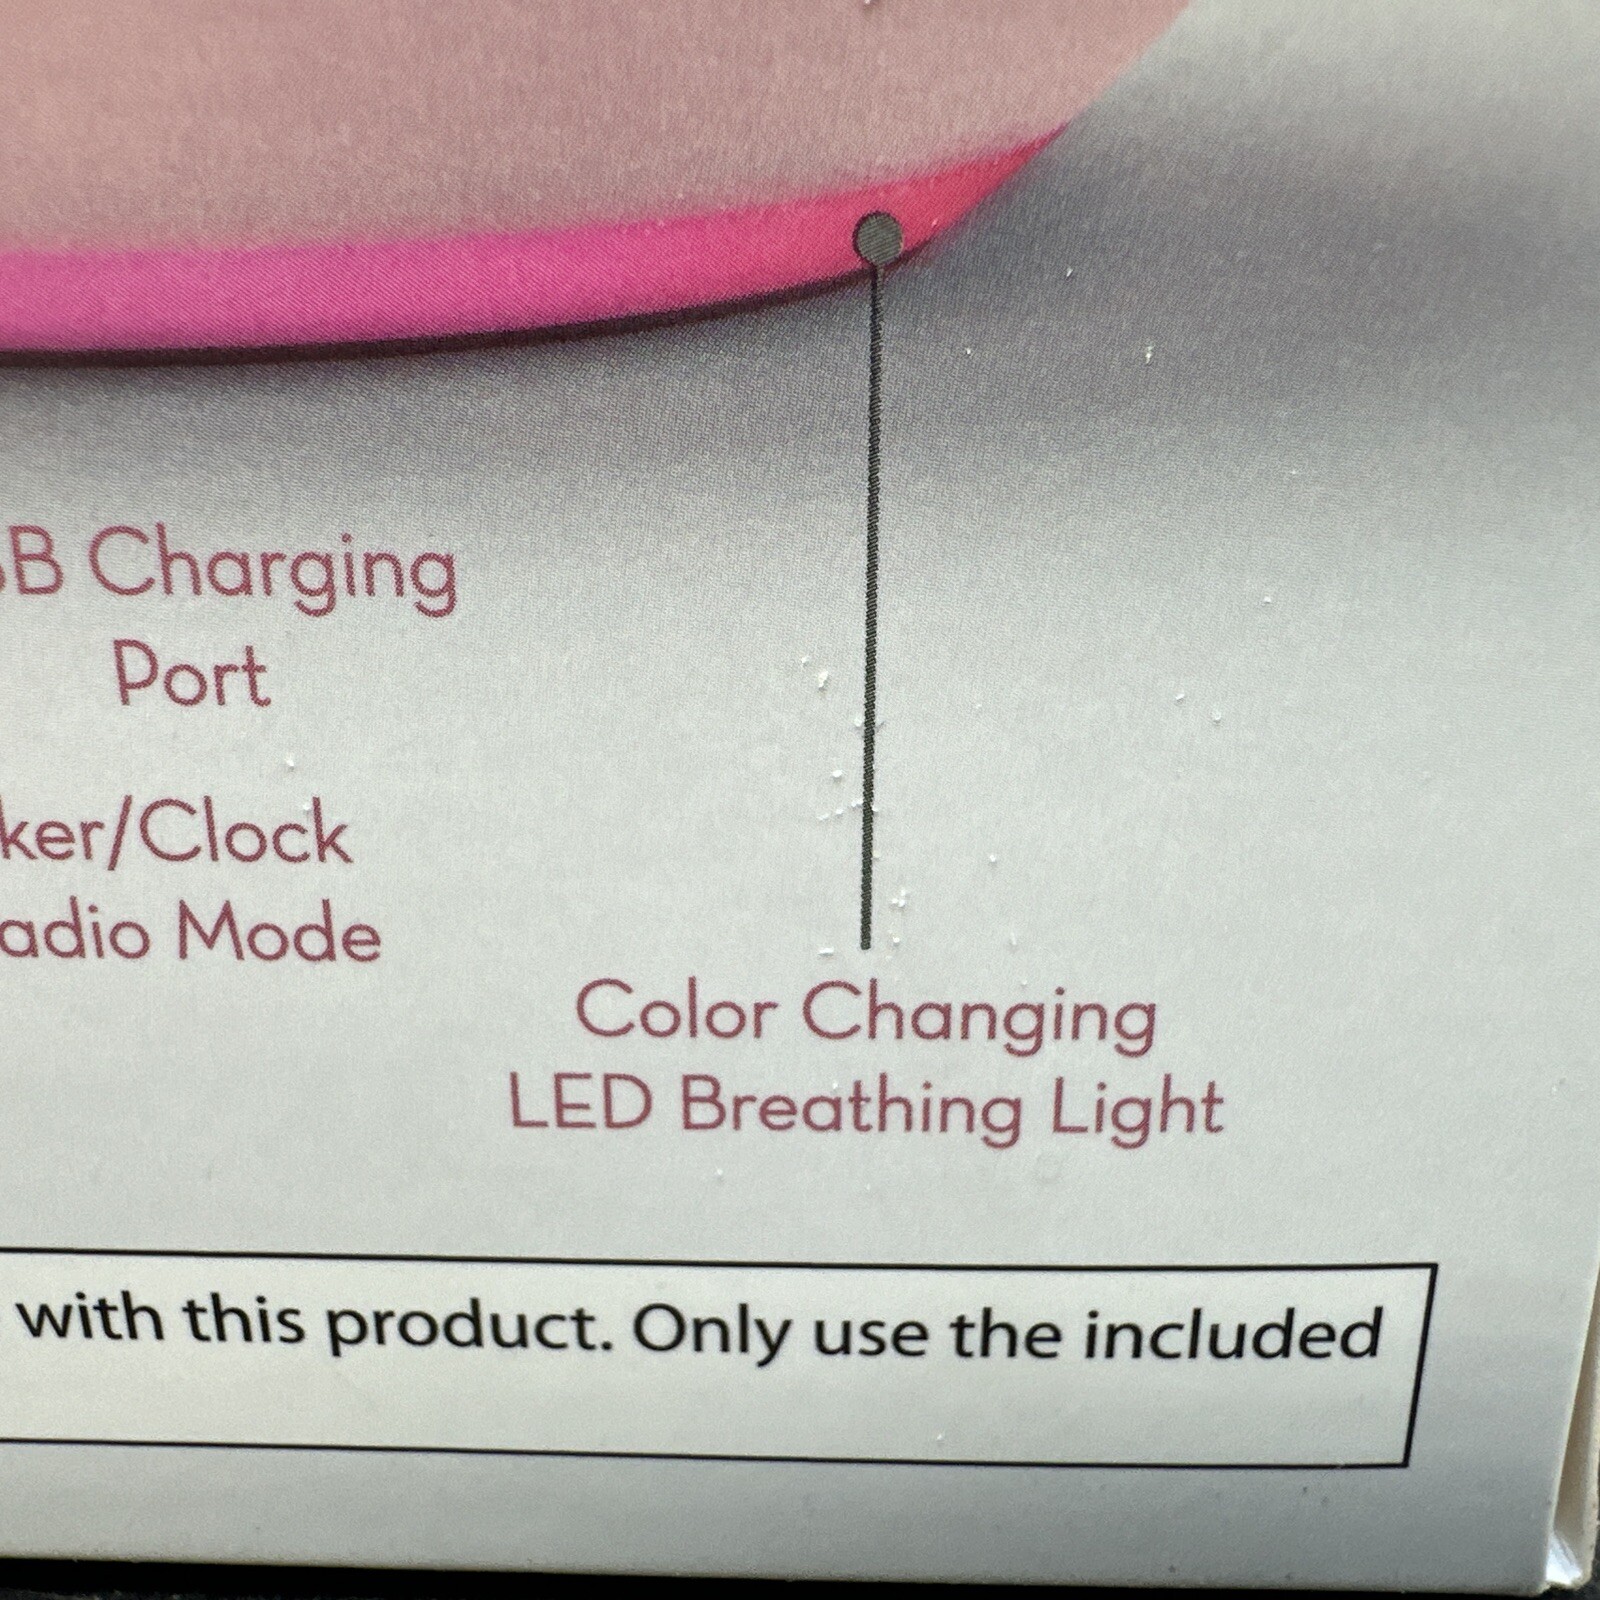 B Charging
Port
ker/Clock
adio Mode
Color Changing
LED Breathing Light
with this product. Only use the included